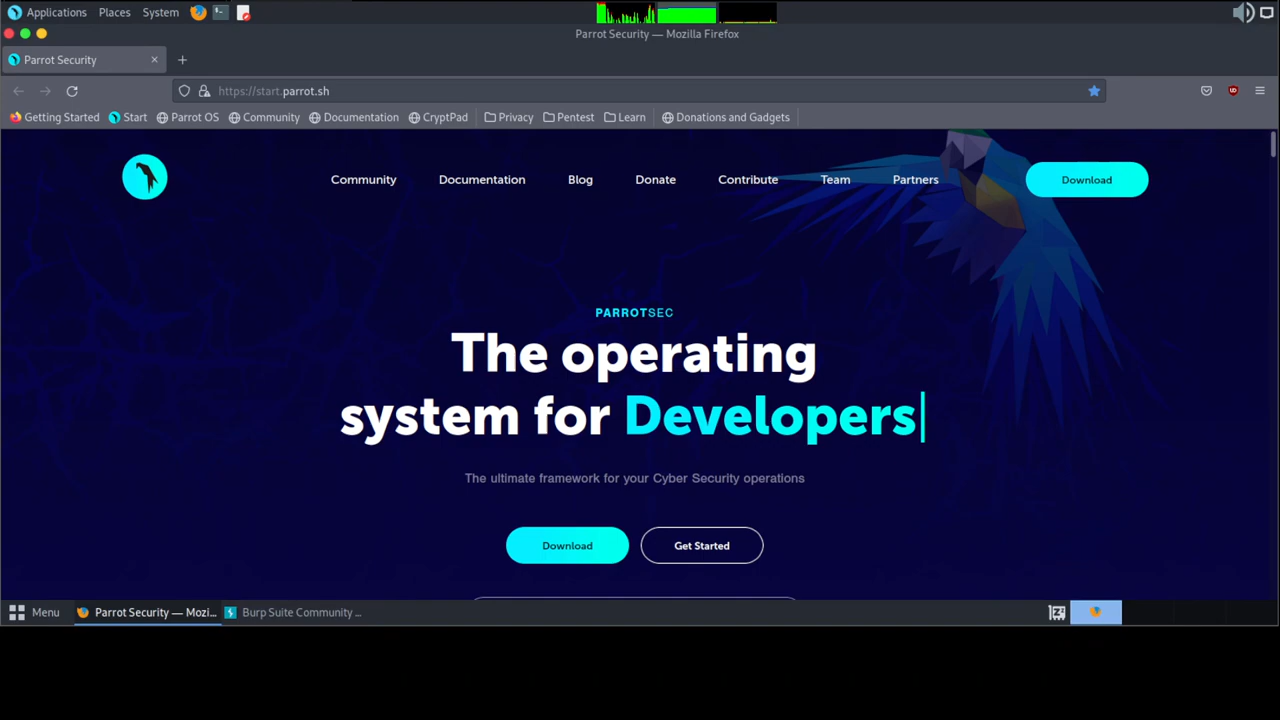 Applications Places System
Parrot Security — Mozilla Firefox
Parrot Security
https://start.parrot.sh
Getting Started Start Parrot OS Community Documentation CryptPad Privacy Pentest Learn Donations and Gadgets
Community Documentation Blog Donate Contribute Team Partners Download
PARROTSEC
The operating
system for Developers
The ultimate framework for your Cyber Security operations
Download Get Started
Menu Parrot Security — Mozi... Burp Suite Community ...